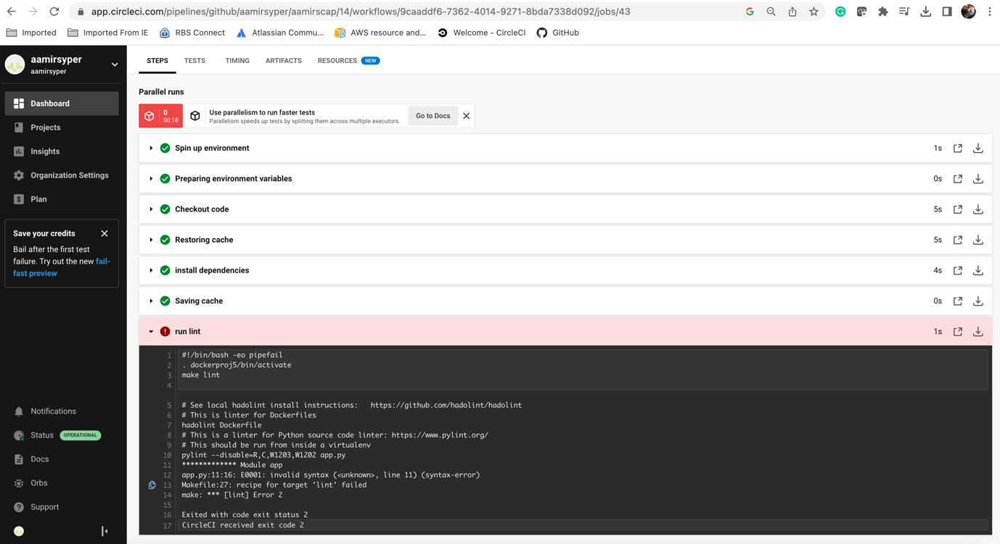 app.circleci.com/pipelines/github/aamirsyper/aamirscap/14/workflows/9caaddf6-7362-4014-9271-8bda7338d092/jobs/43
Imported
Imported From IE
RBS Connect
Atlassian Commu...
AWS resource and...
Welcome - CircleCI
GitHub
aamirsyper
aamirsyper
Dashboard
Projects
Insights
Organization Settings
$ Plan
Save your credits
Bail after the first test
failure. Try out the new fail-
fast preview
Notifications
Status OPERATIONAL
Docs
Orbs
Support
STEPS TESTS TIMING ARTIFACTS RESOURCES NEW
Parallel runs
0
00:18
Use parallelism to run faster tests
Parallelism speeds up tests by splitting them across multiple executors.
Go to Docs
Spin up environment 1s
Preparing environment variables 0s
Checkout code 5s
Restoring cache 5s
install dependencies 4s
Saving cache 0s
run lint 1s
1 #!/bin/bash -eo pipefail
2 . dockerproj5/bin/activate
3 make lint
4
5 # See local hadolint install instructions:   https://github.com/hadolint/hadolint
6 # This is linter for Dockerfiles
7 hadolint Dockerfile
8 # This is a linter for Python source code linter: https://www.pylint.org/
9 # This should be run from inside a virtualenv
10 pylint --disable=R,C,W1203,W1202 app.py
11 ************* Module app
12 app.py:11:16: E0001: invalid syntax (<unknown>, line 11) (syntax-error)
13 Makefile:27: recipe for target 'lint' failed
14 make: *** [lint] Error 2
15
16 Exited with code exit status 2
17 CircleCI received exit code 2